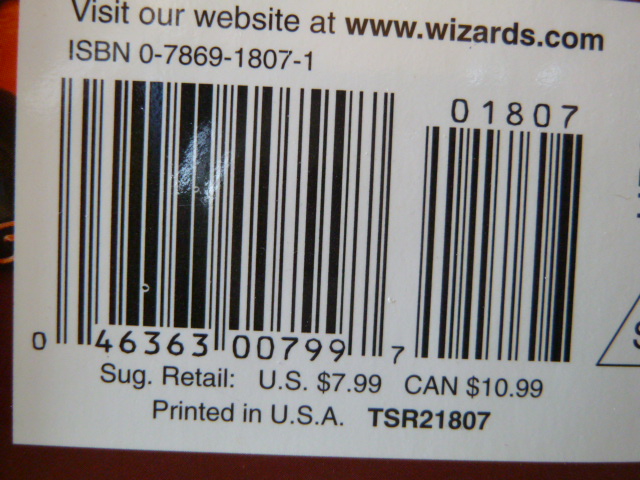 Visit our website at www.wizards.com
ISBN 0-7869-1807-1
01807
0 46363 00799 7
Sug. Retail: U.S. $7.99 CAN $10.99
Printed in U.S.A. TSR21807